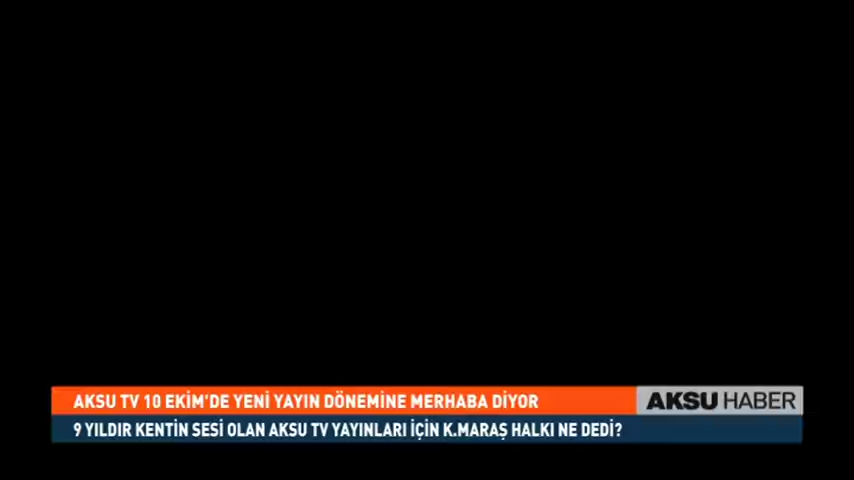 AKSU TV 10 EKİM'DE YENİ YAYIN DÖNEMİNE MERHABA DİYOR
AKSU HABER
9 YILDIR KENTİN SESİ OLAN AKSU TV YAYINLARI İÇİN K.MARAŞ HALKI NE DEDİ?